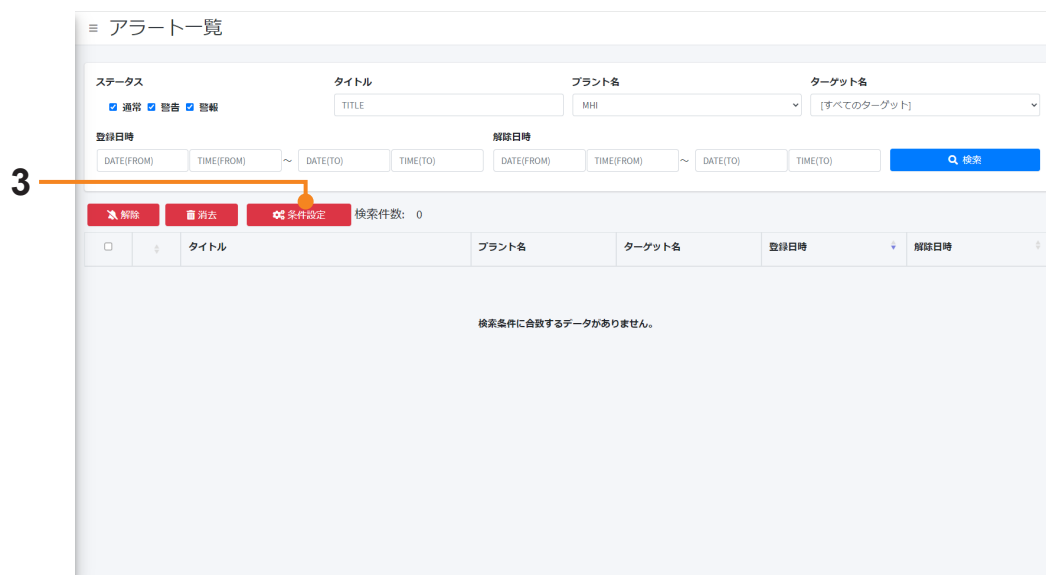 ≡ アラート一覧
ステータス タイトル プラント名 ターゲット名
通常 警告 警報 TITLE MHI [すべてのターゲット]
登録日時 解除日時
DATE(FROM) TIME(FROM) ～ DATE(TO) TIME(TO) DATE(FROM) TIME(FROM) ～ DATE(TO) TIME(TO) 検索
3
解除 消去 条件設定 検索件数: 0
タイトル プラント名 ターゲット名 登録日時 解除日時
検索条件に合致するデータがありません。